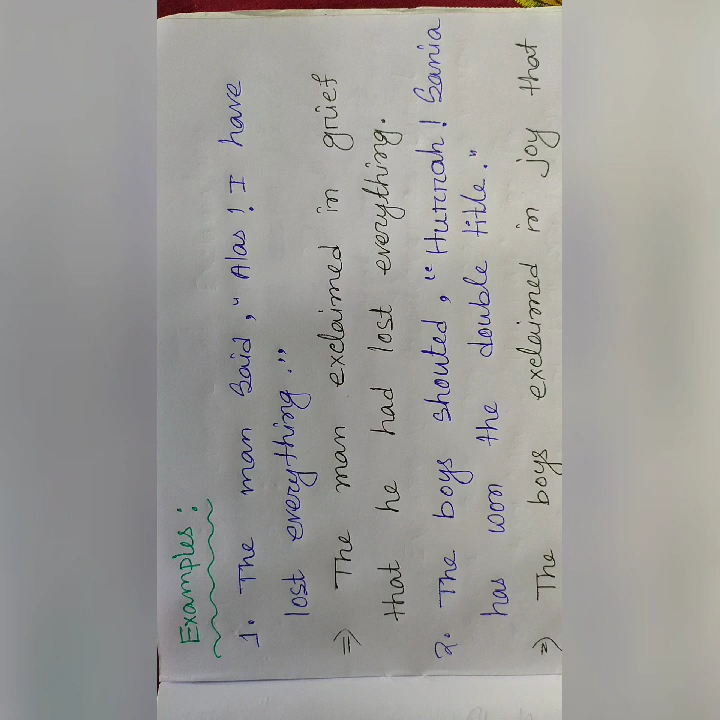 Examples:
1. The man said, "Alas! I have
lost everything."
⇒ The man exclaimed in grief
that he had lost everything.
2. The boys shouted, "Hurrah! Sania
has won the double title."
⇒ The boys exclaimed in joy that